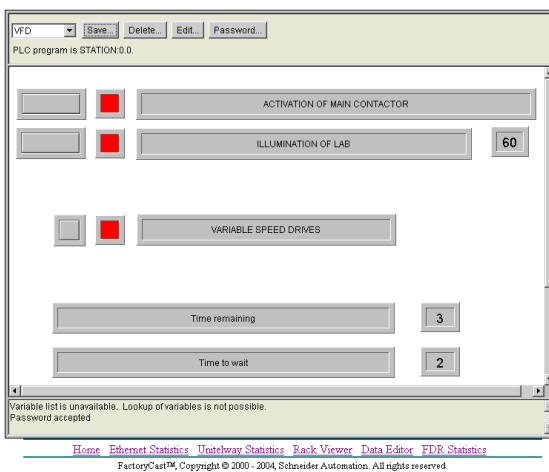 VFD Save... Delete... Edit... Password...
PLC program is STATION:0.0.
ACTIVATION OF MAIN CONTACTOR
ILLUMINATION OF LAB 60
VARIABLE SPEED DRIVES
Time remaining 3
Time to wait 2
Variable list is unavailable. Lookup of variables is not possible.
Password accepted
Home Ethernet Statistics Unitelway Statistics Rack Viewer Data Editor FDR Statistics
FactoryCast™, Copyright © 2000 - 2004, Schneider Automation. All rights reserved.